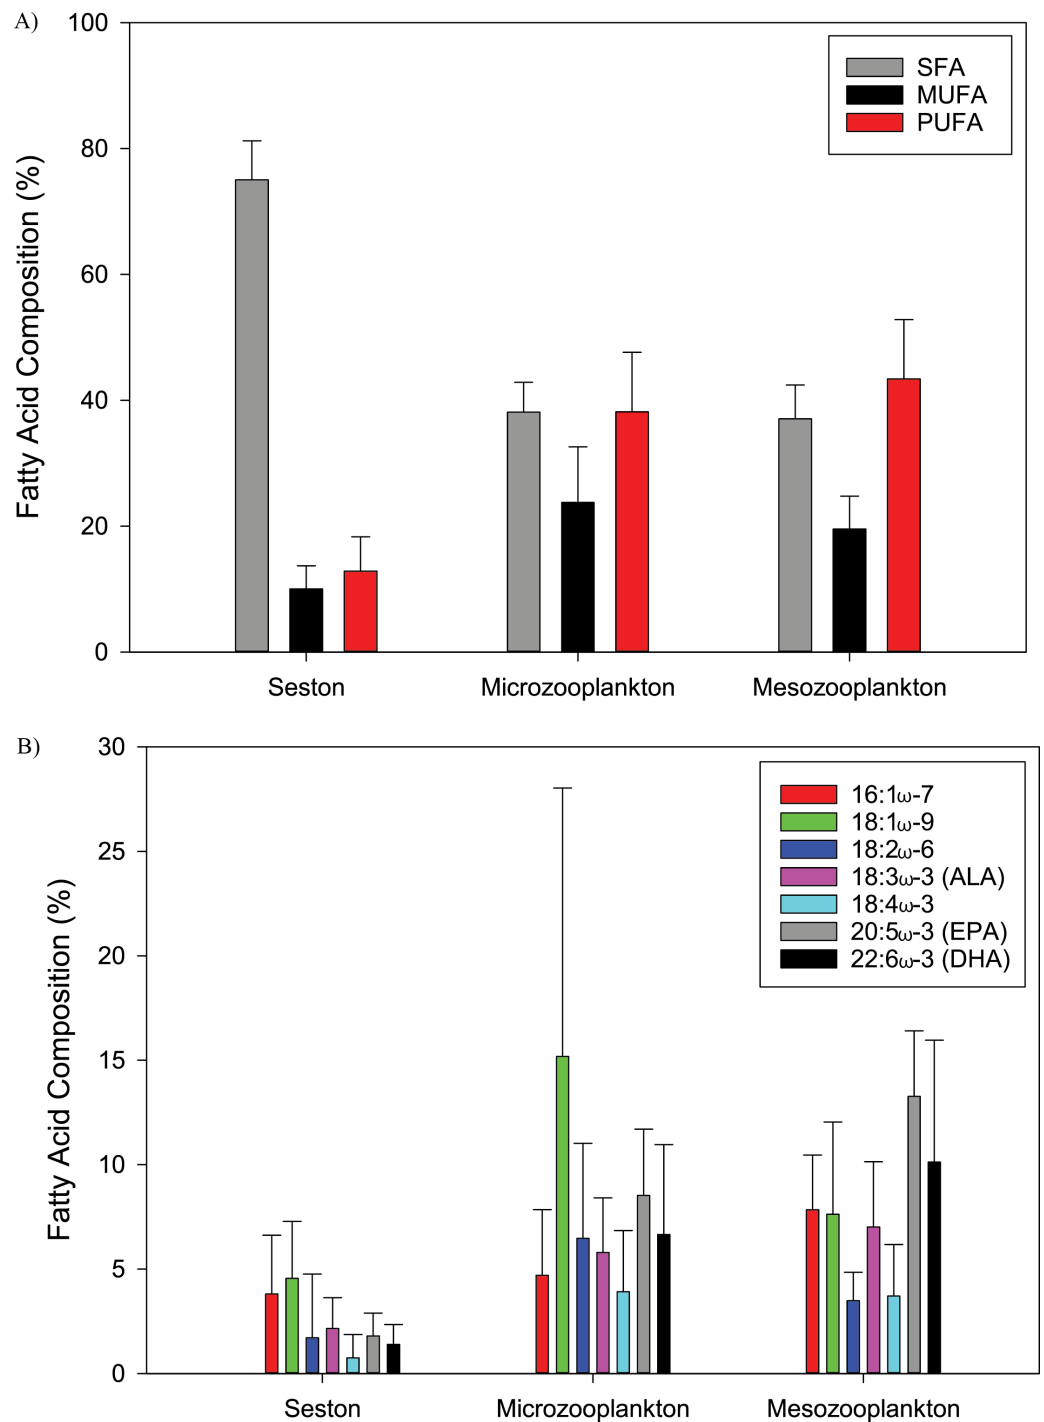 A)
100
80
60
40
20
0
Fatty Acid Composition (%)
SFA
MUFA
PUFA
Seston
Microzooplankton
Mesozooplankton
B)
30
25
20
15
10
5
0
Fatty Acid Composition (%)
16:1ω-7
18:1ω-9
18:2ω-6
18:3ω-3 (ALA)
18:4ω-3
20:5ω-3 (EPA)
22:6ω-3 (DHA)
Seston
Microzooplankton
Mesozooplankton